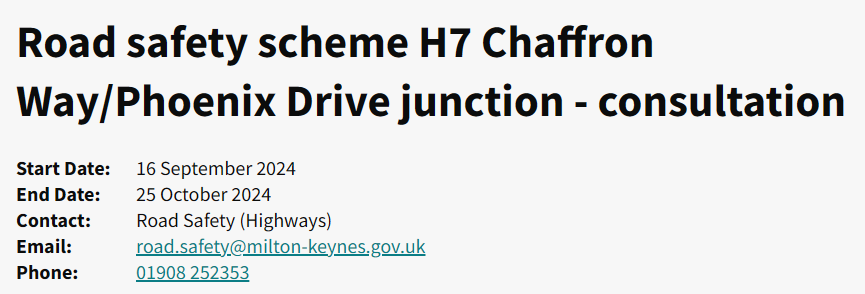 Road safety scheme H7 Chaffron
Way/Phoenix Drive junction - consultation
Start Date: 16 September 2024
End Date: 25 October 2024
Contact: Road Safety (Highways)
Email: road.safety@milton-keynes.gov.uk
Phone: 01908 252353